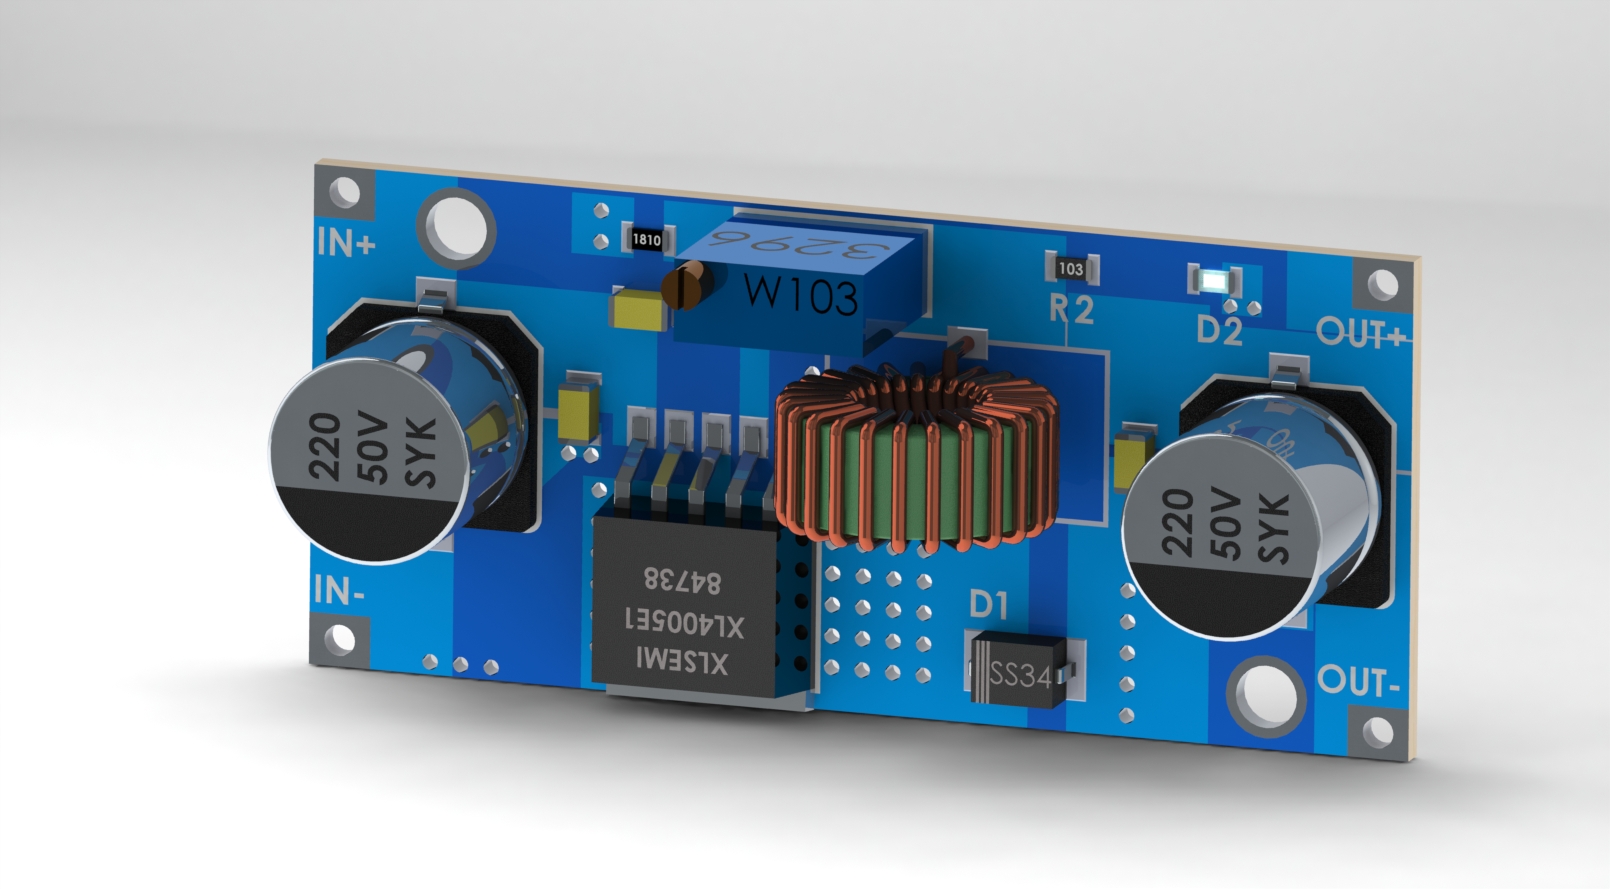 IN+
1810
3296
W103
103
R2
D2
OUT+
220
50V
SYK
220
50V
SYK
IN-
XLSEMI
XL4005E1
84738
D1
SS34
OUT-